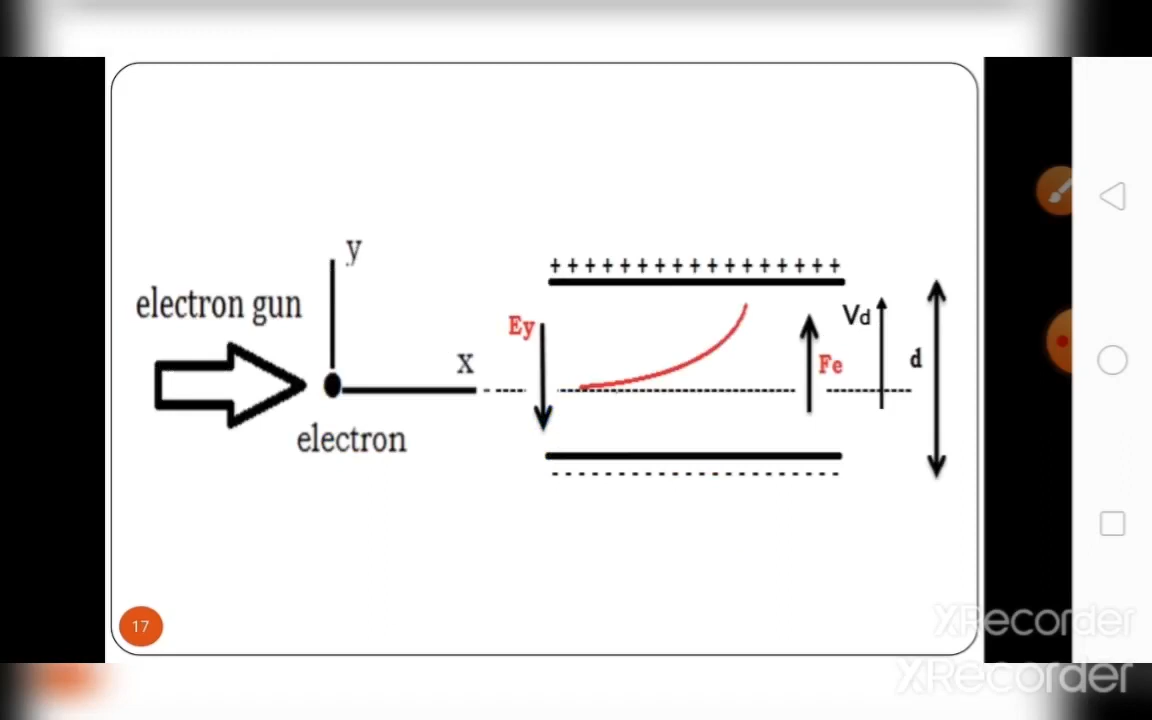 y
electron gun
+ + + + + + + + + + + + + + + + +
Ey
Vd
x
Fe
d
electron
- - - - - - - - - - - - - - - - - - - - -
17
XRecorder
XRecorder